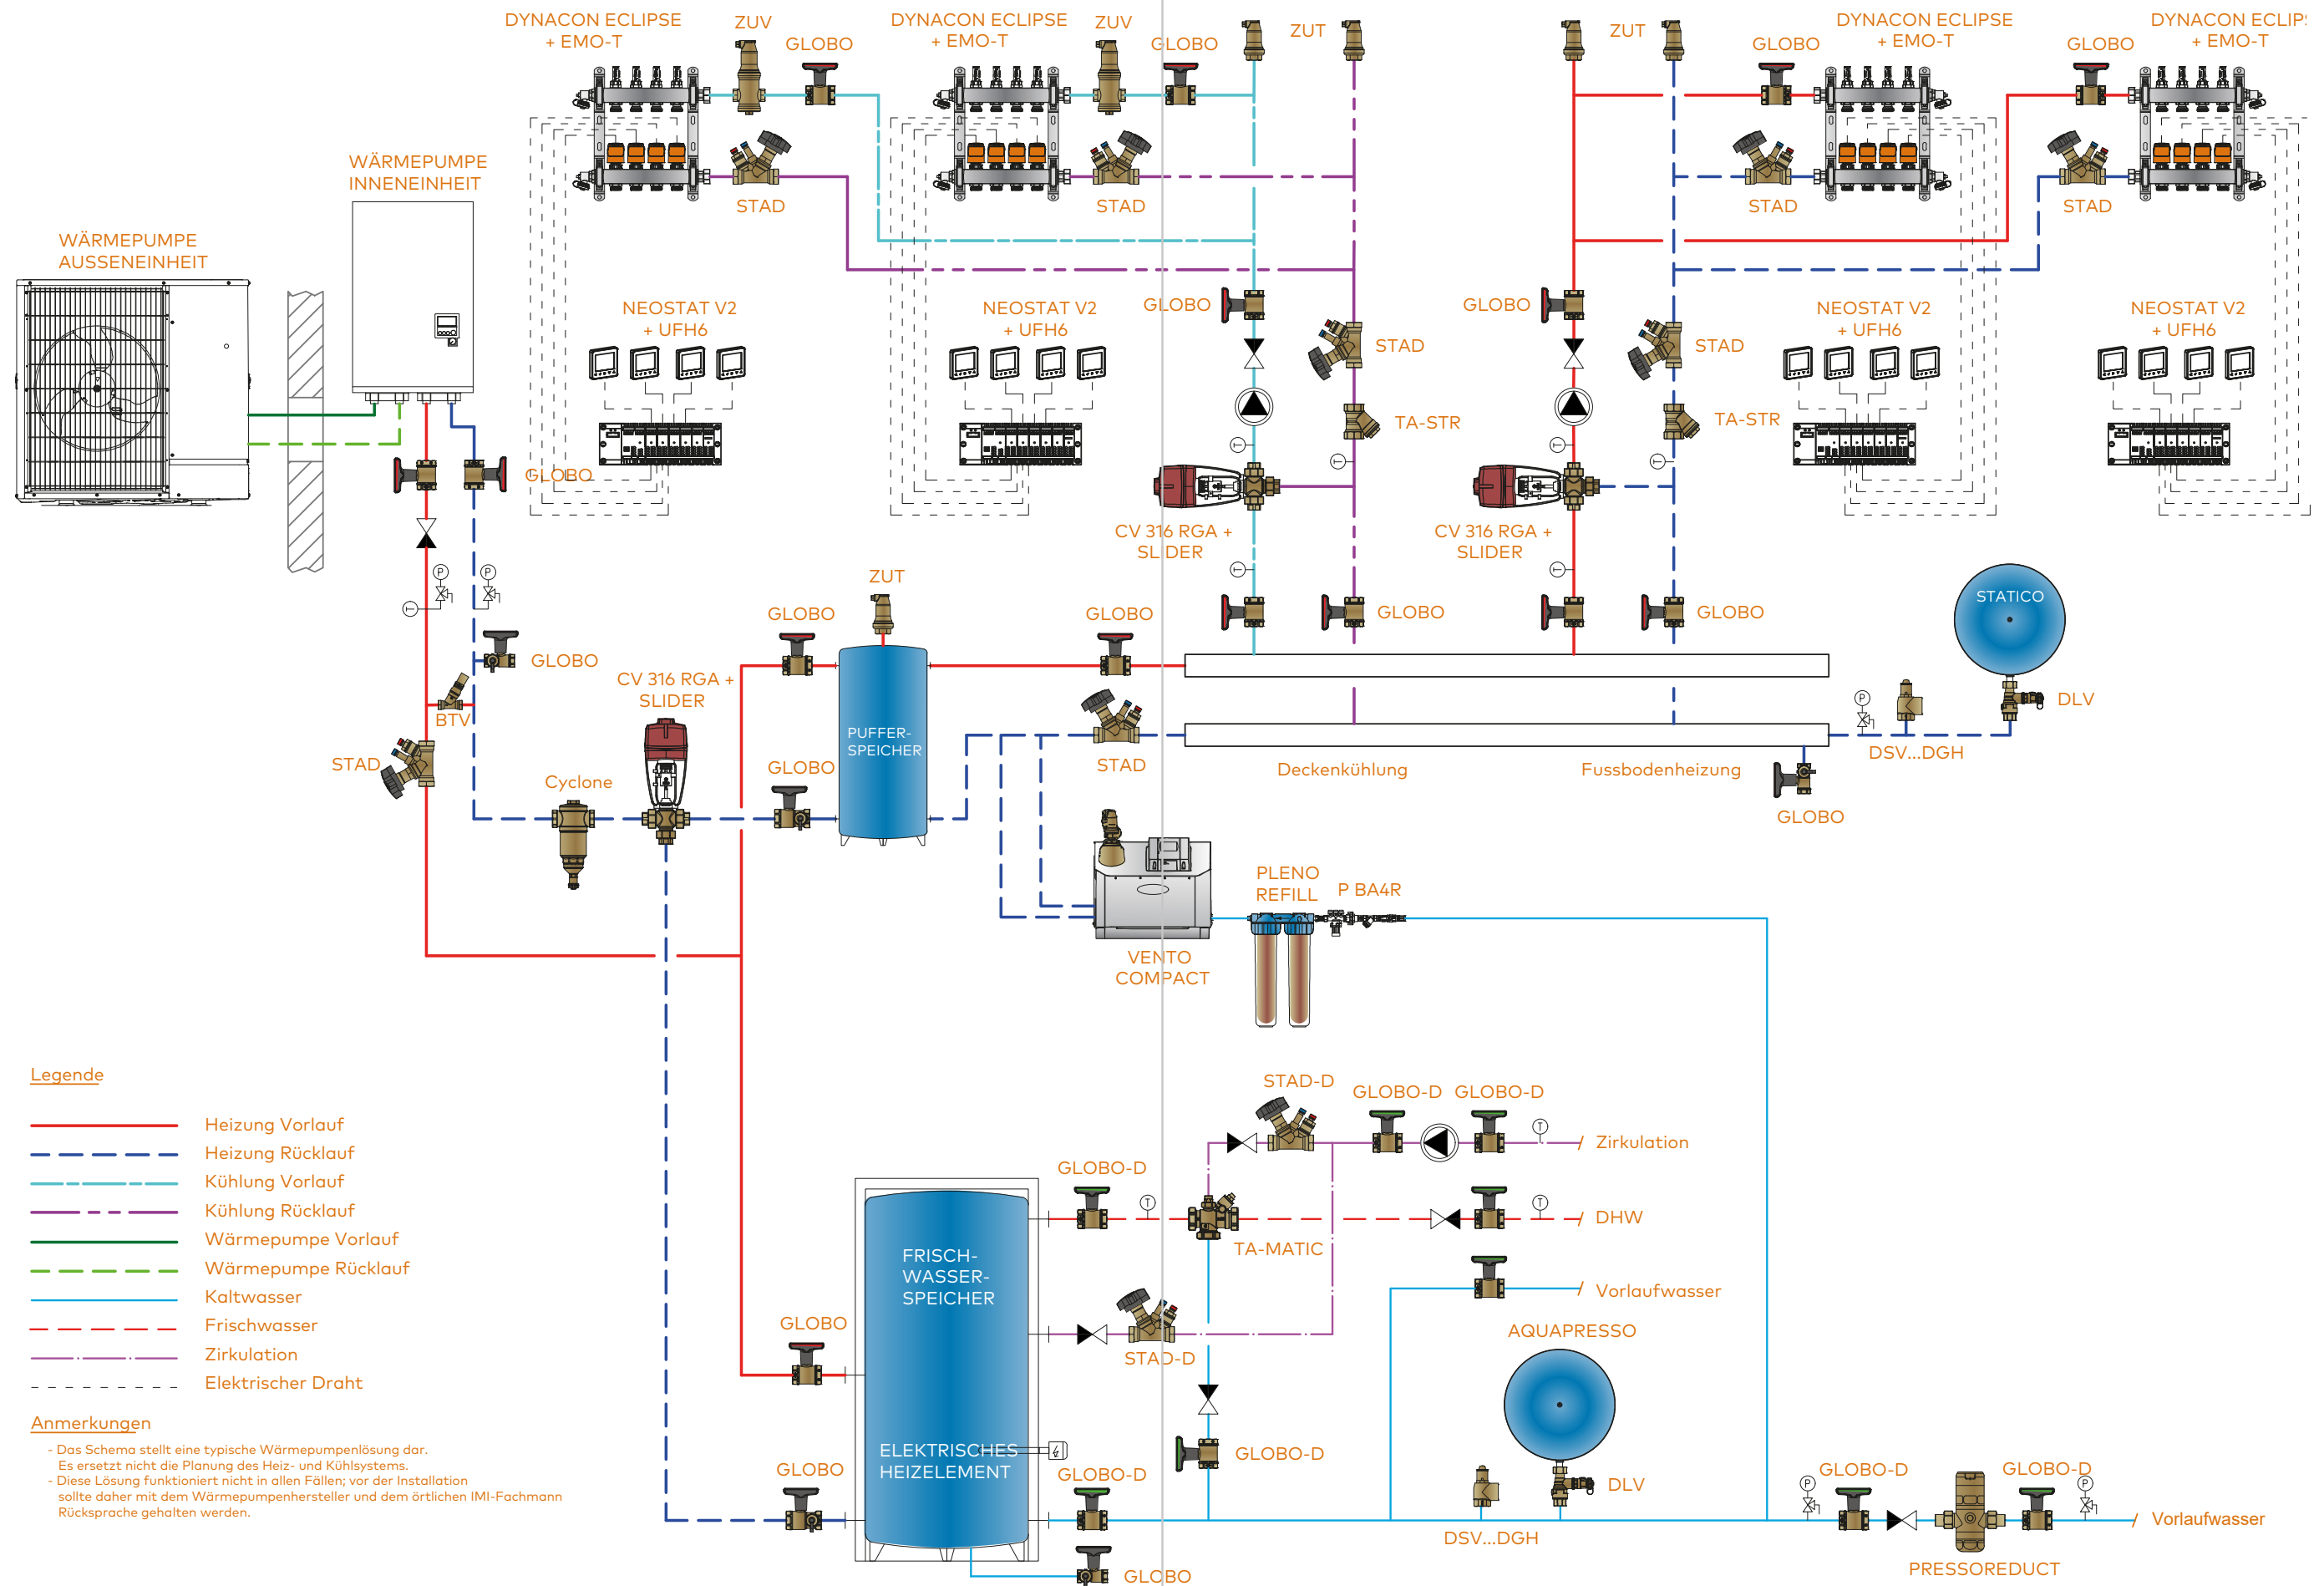 DYNACON ECLIPSE
+ EMO-T
ZUV
GLOBO
DYNACON ECLIPSE
+ EMO-T
ZUV
GLOBO
ZUT
ZUT
GLOBO
DYNACON ECLIPSE
+ EMO-T
GLOBO
DYNACON ECLIP
+ EMO-T
STAD
STAD
STAD
STAD
WÄRMEPUMPE
INNENEINHEIT
WÄRMEPUMPE
AUSSENEINHEIT
NEOSTAT V2
+ UFH6
NEOSTAT V2
+ UFH6
GLOBO
STAD
GLOBO
STAD
NEOSTAT V2
+ UFH6
NEOSTAT V2
+ UFH6
TA-STR
TA-STR
T
T
T
T
GLOBO
CV 316 RGA +
SLIDER
CV 316 RGA +
SLIDER
T
T
P
P
T
ZUT
GLOBO
GLOBO
GLOBO
GLOBO
STATICO
GLOBO
CV 316 RGA +
SLIDER
BTV
PUFFER-
SPEICHER
P
DLV
DSV...DGH
STAD
GLOBO
STAD
Deckenkühlung
Fussbodenheizung
Cyclone
GLOBO
PLENO
REFILL
P BA4R
VENTO
COMPACT
Legende
Heizung Vorlauf
Heizung Rücklauf
Kühlung Vorlauf
Kühlung Rücklauf
Wärmepumpe Vorlauf
Wärmepumpe Rücklauf
Kaltwasser
Frischwasser
Zirkulation
Elektrischer Draht
Anmerkungen
- Das Schema stellt eine typische Wärmepumpenlösung dar.
Es ersetzt nicht die Planung des Heiz- und Kühlsystems.
- Diese Lösung funktioniert nicht in allen Fällen; vor der Installation
sollte daher mit dem Wärmepumpenhersteller und dem örtlichen IMI-Fachmann
Rücksprache gehalten werden.
STAD-D
GLOBO-D
GLOBO-D
T
Zirkulation
GLOBO-D
T
T
DHW
TA-MATIC
FRISCH-
WASSER-
SPEICHER
Vorlaufwasser
GLOBO
STAD-D
AQUAPRESSO
ELEKTRISCHES
HEIZELEMENT
GLOBO-D
GLOBO
GLOBO-D
DLV
DSV...DGH
P
GLOBO-D
GLOBO-D
P
Vorlaufwasser
PRESSOREDUCT
GLOBO